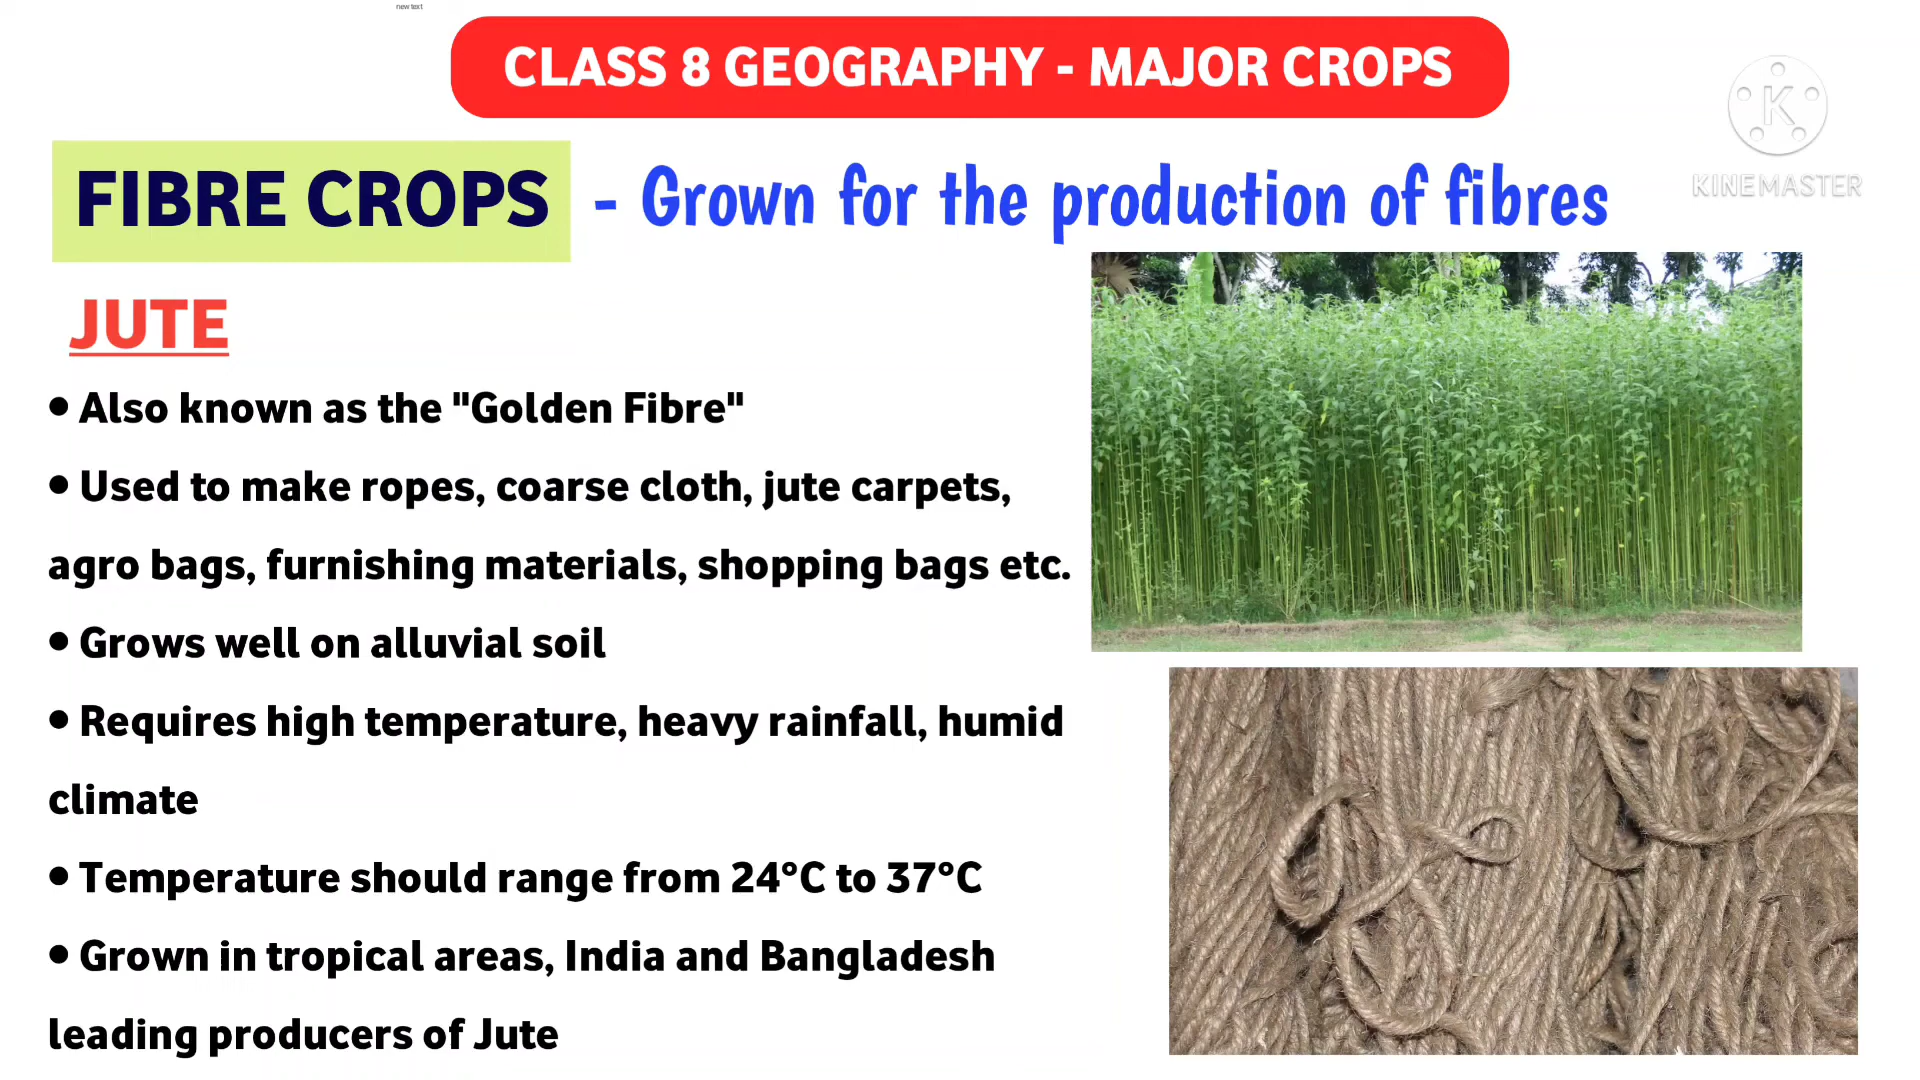 new text
CLASS 8 GEOGRAPHY - MAJOR CROPS
K
KINEMASTER
FIBRE CROPS - Grown for the production of fibres
JUTE
• Also known as the "Golden Fibre"
• Used to make ropes, coarse cloth, jute carpets,
agro bags, furnishing materials, shopping bags etc.
• Grows well on alluvial soil
• Requires high temperature, heavy rainfall, humid
climate
• Temperature should range from 24°C to 37°C
• Grown in tropical areas, India and Bangladesh
leading producers of Jute